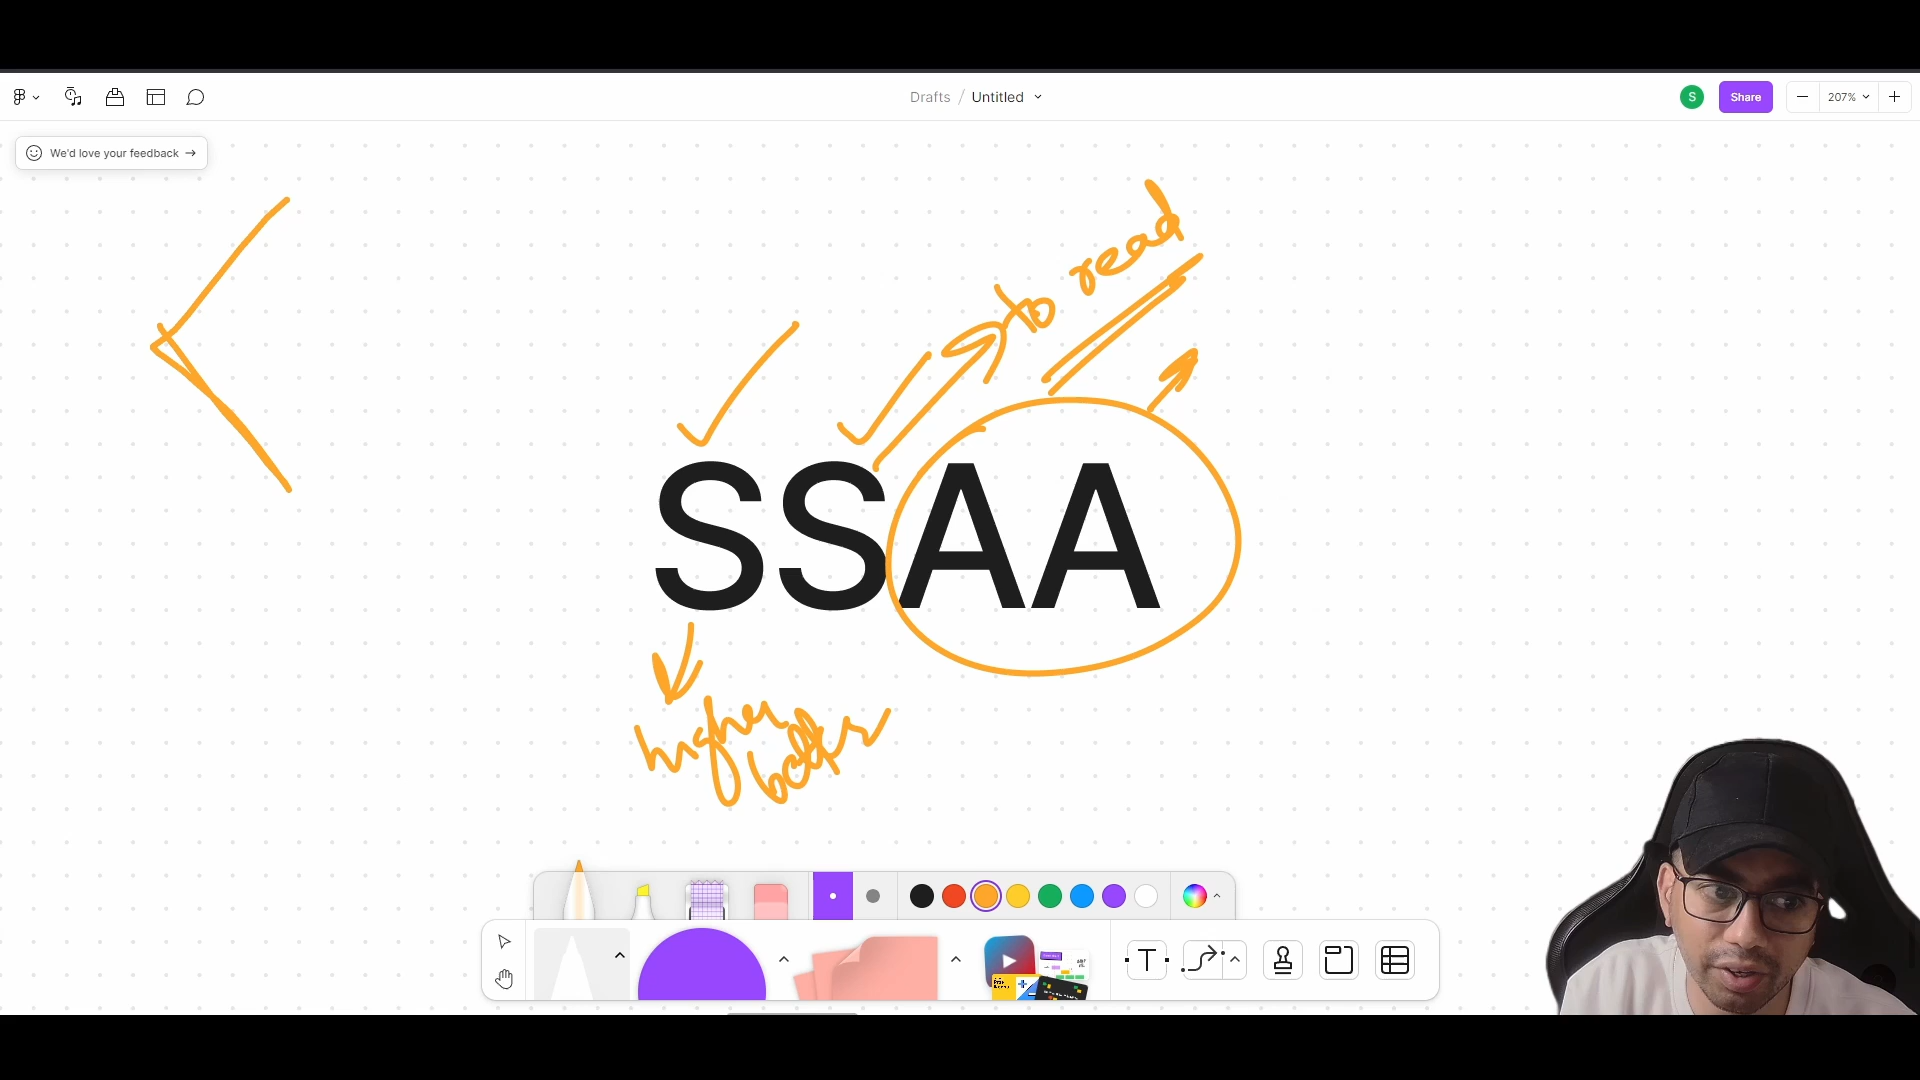 Drafts / Untitled
S
Share
207%
We'd love your feedback →
to read
SSAA
higher
better
T